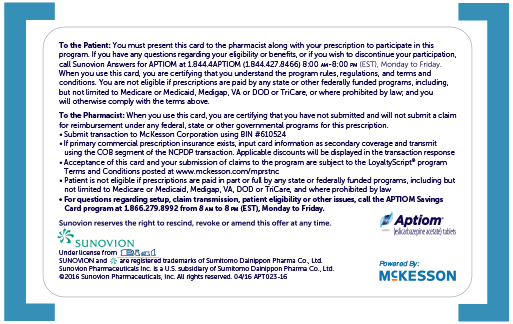 To the Patient: You must present this card to the pharmacist along with your prescription to participate in this
program. If you have any questions regarding your eligibility or benefits, or if you wish to discontinue your participation,
call Sunovion Answers for APTIOM at 1.844.4APTIOM (1.844.427.8466) 8:00 AM-8:00 PM (EST), Monday to Friday.
When you use this card, you are certifying that you understand the program rules, regulations, and terms and
conditions. You are not eligible if prescriptions are paid by any state or other federally funded programs, including,
but not limited to Medicare or Medicaid, Medigap, VA or DOD or TriCare, or where prohibited by law; and you
will otherwise comply with the terms above.
To the Pharmacist: When you use this card, you are certifying that you have not submitted and will not submit a claim
for reimbursement under any federal, state or other governmental programs for this prescription.
• Submit transaction to McKesson Corporation using BIN #610524
• If primary commercial prescription insurance exists, input card information as secondary coverage and transmit
using the COB segment of the NCPDP transaction. Applicable discounts will be displayed in the transaction response
• Acceptance of this card and your submission of claims to the program are subject to the LoyaltyScript® program
Terms and Conditions posted at www.mckesson.com/mprstnc
• Patient is not eligible if prescriptions are paid in part or full by any state or federally funded programs, including but
not limited to Medicare or Medicaid, Medigap, VA, DOD or TriCare, and where prohibited by law
• For questions regarding setup, claim transmission, patient eligibility or other issues, call the APTIOM Savings
Card program at 1.866.279.8992 from 8 AM to 8 PM (EST), Monday to Friday.
Sunovion reserves the right to rescind, revoke or amend this offer at any time.
Aptiom®
(eslicarbazepine acetate) tablets
SUNOVION
Under license from
SUNOVION and are registered trademarks of Sumitomo Dainippon Pharma Co., Ltd.
Sunovion Pharmaceuticals Inc. is a U.S. subsidiary of Sumitomo Dainippon Pharma Co., Ltd.
©2016 Sunovion Pharmaceuticals, Inc. All rights reserved. 04/16 APT023-16
Powered By:
MCKESSON